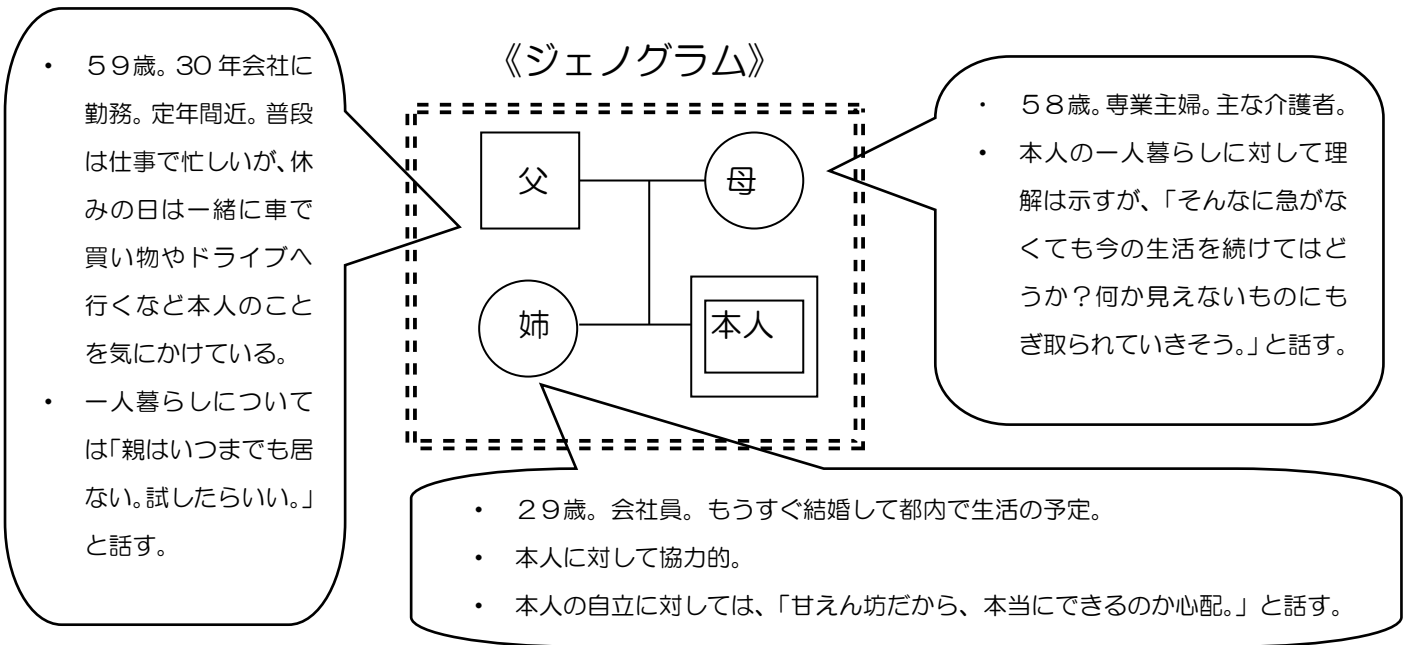 《ジェノグラム》
・ 59歳。30年会社に
勤務。定年間近。普段
は仕事で忙しいが、休
みの日は一緒に車で
買い物やドライブへ
行くなど本人のこと
を気にかけている。
・ 一人暮らしについて
は「親はいつまでも居
ない。試したらいい。」
と話す。
父
母
姉
本人
・ 58歳。専業主婦。主な介護者。
・ 本人の一人暮らしに対して理
解は示すが、「そんなに急がな
くても今の生活を続けてはど
うか?何か見えないものにも
ぎ取られていきそう。」と話す。
・ 29歳。会社員。もうすぐ結婚して都内で生活の予定。
・ 本人に対して協力的。
・ 本人の自立に対しては、「甘えん坊だから、本当にできるのか心配。」と話す。